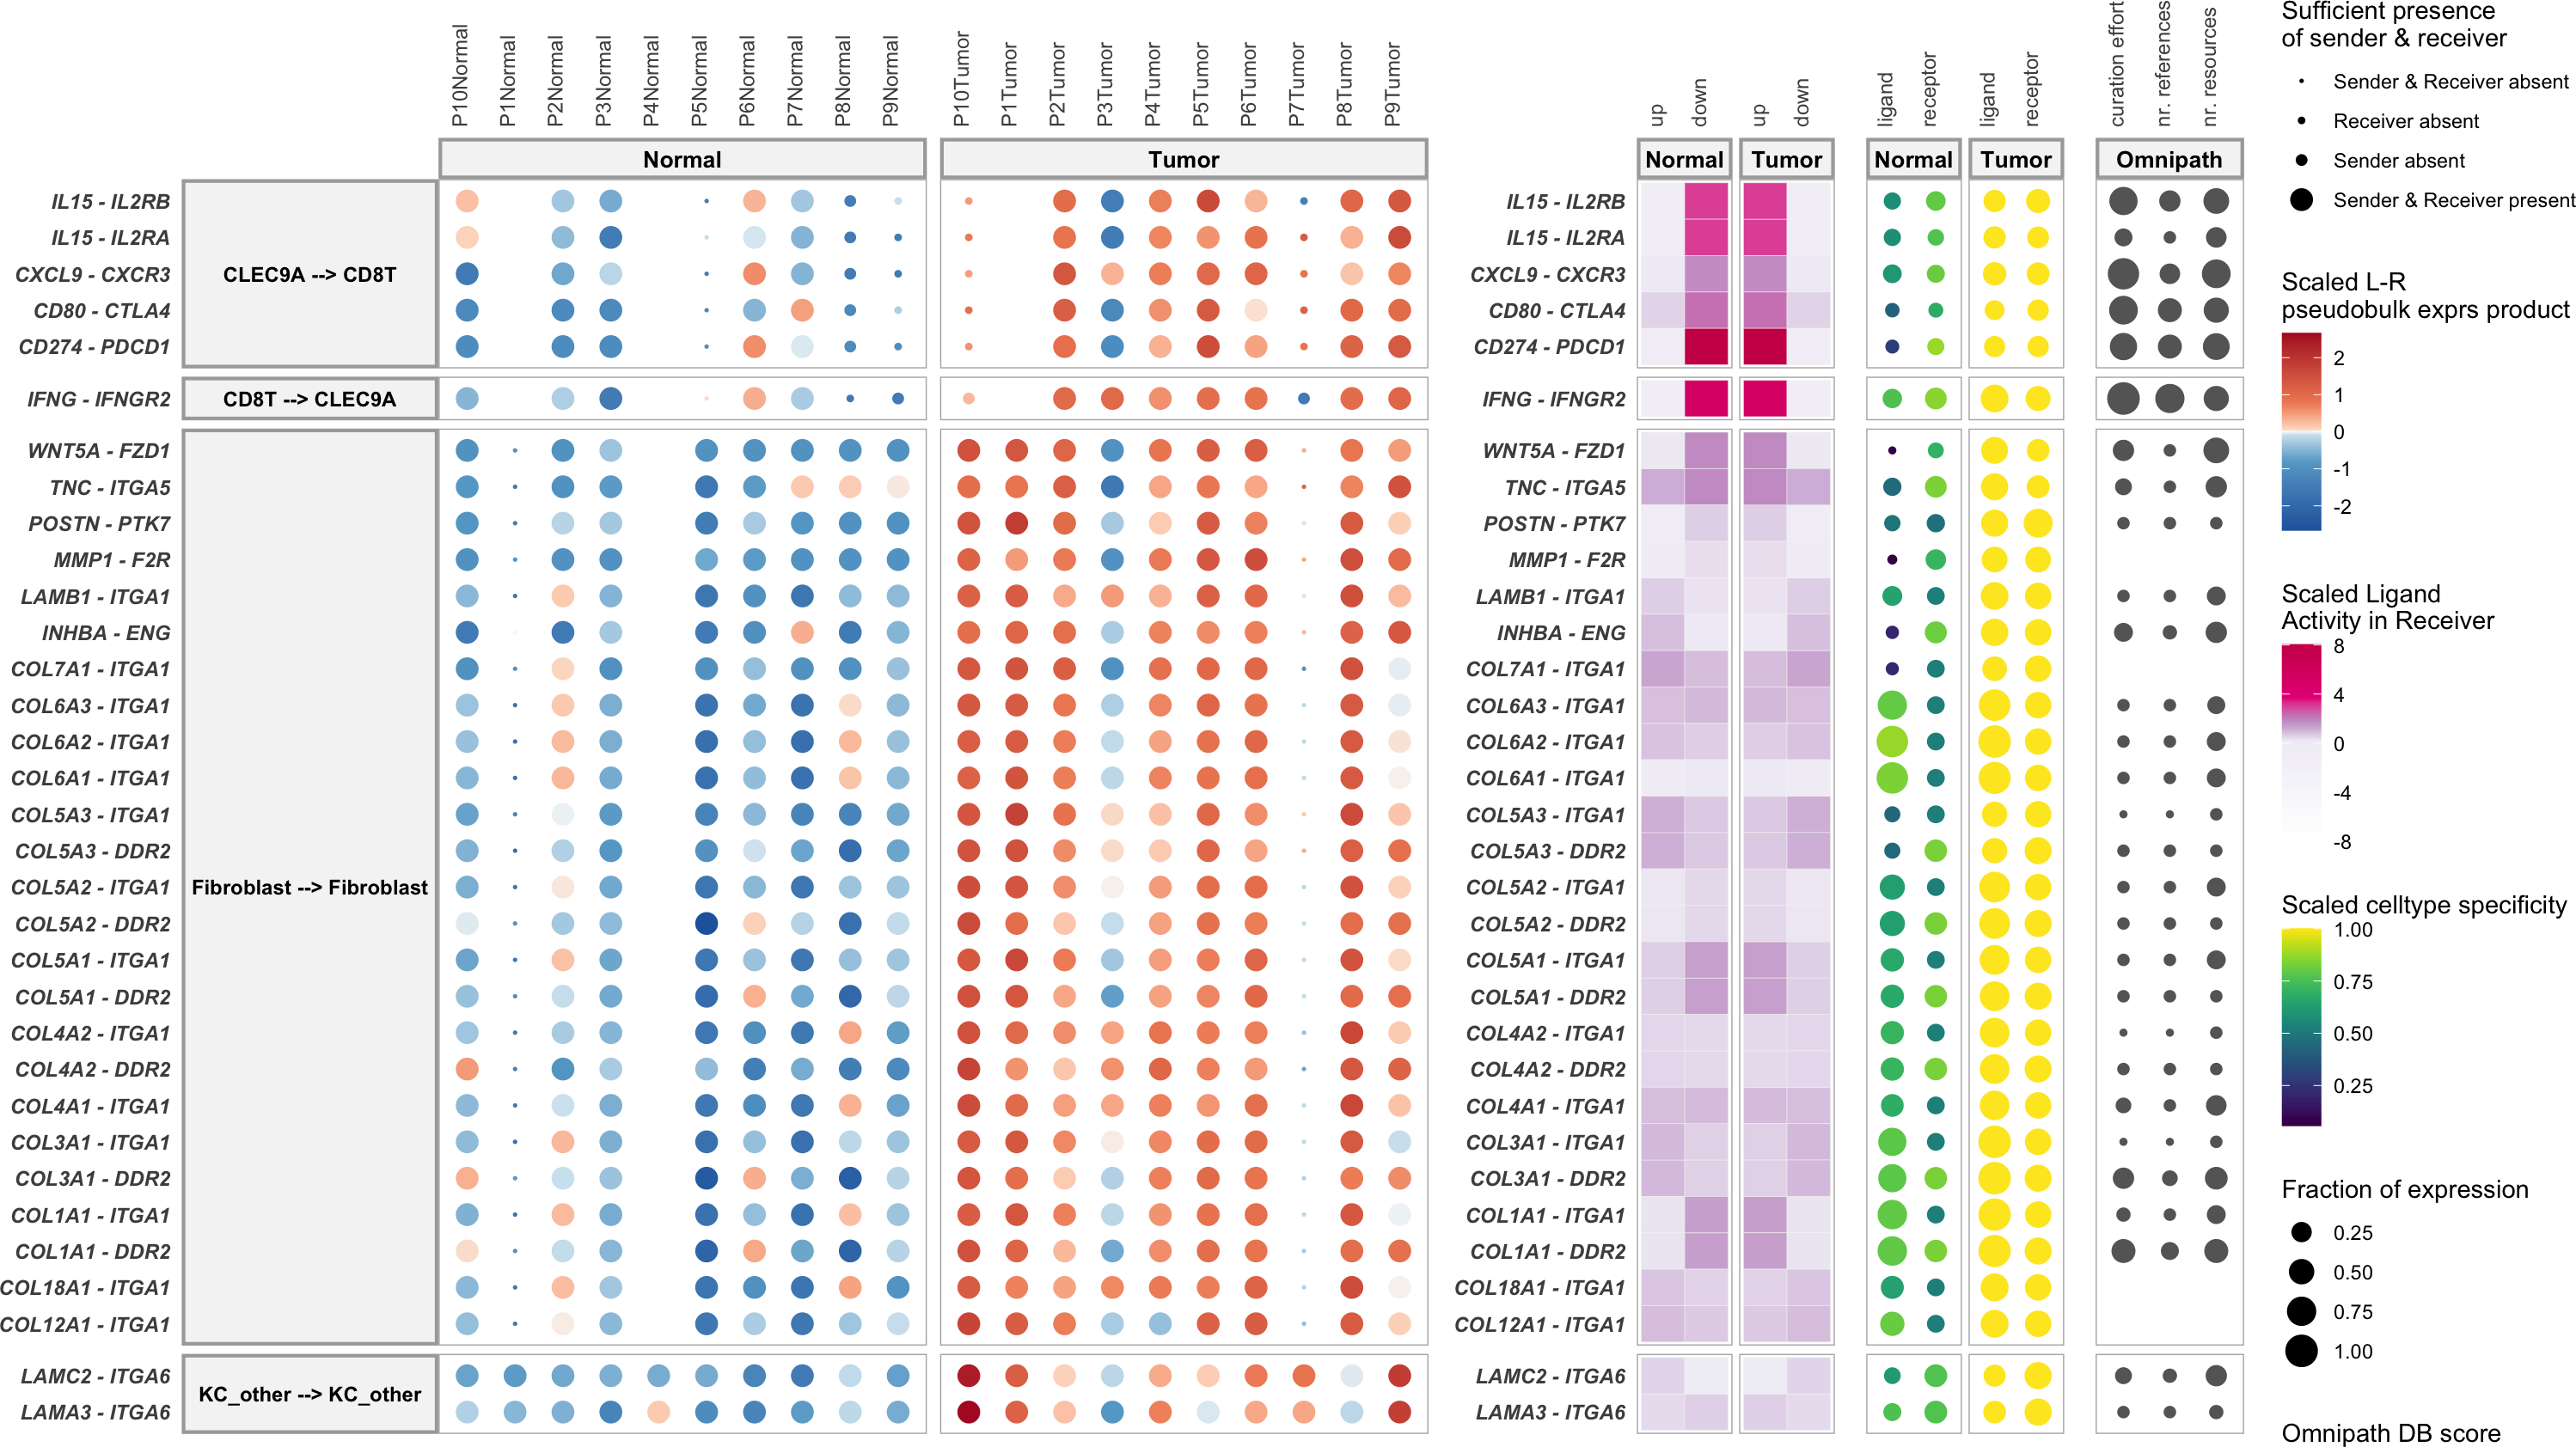 P10Normal
P1Normal
P2Normal
P3Normal
P4Normal
P5Normal
P6Normal
P7Normal
P8Normal
P9Normal
P10Tumor
P1Tumor
P2Tumor
P3Tumor
P4Tumor
P5Tumor
P6Tumor
P7Tumor
P8Tumor
P9Tumor
up
down
up
down
ligand
receptor
ligand
receptor
curation effort
nr. references
nr. resources
Normal
Tumor
Normal
Tumor
Normal
Tumor
Omnipath
IL15 - IL2RB
IL15 - IL2RA
CXCL9 - CXCR3
CD80 - CTLA4
CD274 - PDCD1
IFNG - IFNGR2
WNT5A - FZD1
TNC - ITGA5
POSTN - PTK7
MMP1 - F2R
LAMB1 - ITGA1
INHBA - ENG
COL7A1 - ITGA1
COL6A3 - ITGA1
COL6A2 - ITGA1
COL6A1 - ITGA1
COL5A3 - ITGA1
COL5A3 - DDR2
COL5A2 - ITGA1
COL5A2 - DDR2
COL5A1 - ITGA1
COL5A1 - DDR2
COL4A2 - ITGA1
COL4A2 - DDR2
COL4A1 - ITGA1
COL3A1 - ITGA1
COL3A1 - DDR2
COL1A1 - ITGA1
COL1A1 - DDR2
COL18A1 - ITGA1
COL12A1 - ITGA1
LAMC2 - ITGA6
LAMA3 - ITGA6
CLEC9A --> CD8T
CD8T --> CLEC9A
Fibroblast --> Fibroblast
KC_other --> KC_other
IL15 - IL2RB
IL15 - IL2RA
CXCL9 - CXCR3
CD80 - CTLA4
CD274 - PDCD1
IFNG - IFNGR2
WNT5A - FZD1
TNC - ITGA5
POSTN - PTK7
MMP1 - F2R
LAMB1 - ITGA1
INHBA - ENG
COL7A1 - ITGA1
COL6A3 - ITGA1
COL6A2 - ITGA1
COL6A1 - ITGA1
COL5A3 - ITGA1
COL5A3 - DDR2
COL5A2 - ITGA1
COL5A2 - DDR2
COL5A1 - ITGA1
COL5A1 - DDR2
COL4A2 - ITGA1
COL4A2 - DDR2
COL4A1 - ITGA1
COL3A1 - ITGA1
COL3A1 - DDR2
COL1A1 - ITGA1
COL1A1 - DDR2
COL18A1 - ITGA1
COL12A1 - ITGA1
LAMC2 - ITGA6
LAMA3 - ITGA6
Sufficient presence
of sender & receiver
Sender & Receiver absent
Receiver absent
Sender absent
Sender & Receiver present
Scaled L-R
pseudobulk exprs product
2
1
0
-1
-2
Scaled Ligand
Activity in Receiver
8
4
0
-4
-8
Scaled celltype specificity
1.00
0.75
0.50
0.25
Fraction of expression
0.25
0.50
0.75
1.00
Omnipath DB score